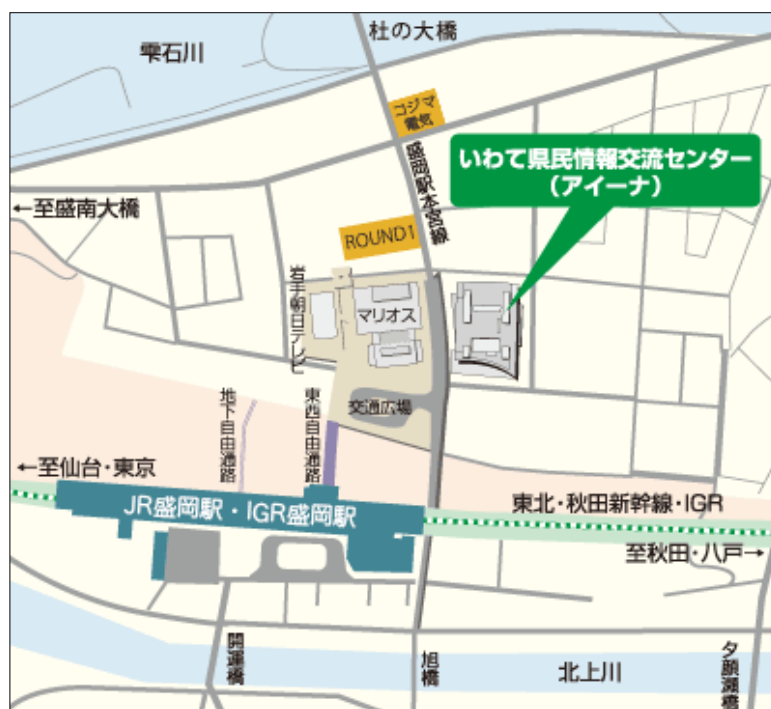 杜の大橋
雫石川
コジマ
電気
盛岡駅本宮線
いわて県民情報交流センター
（アイーナ）
←至盛南大橋
ROUND1
岩手朝日テレビ
マリオス
地下自由通路
東西自由通路
交通広場
←至仙台・東京
JR盛岡駅・IGR盛岡駅
東北・秋田新幹線・IGR
至秋田・八戸→
開運橋
旭橋
北上川
夕顔瀬橋